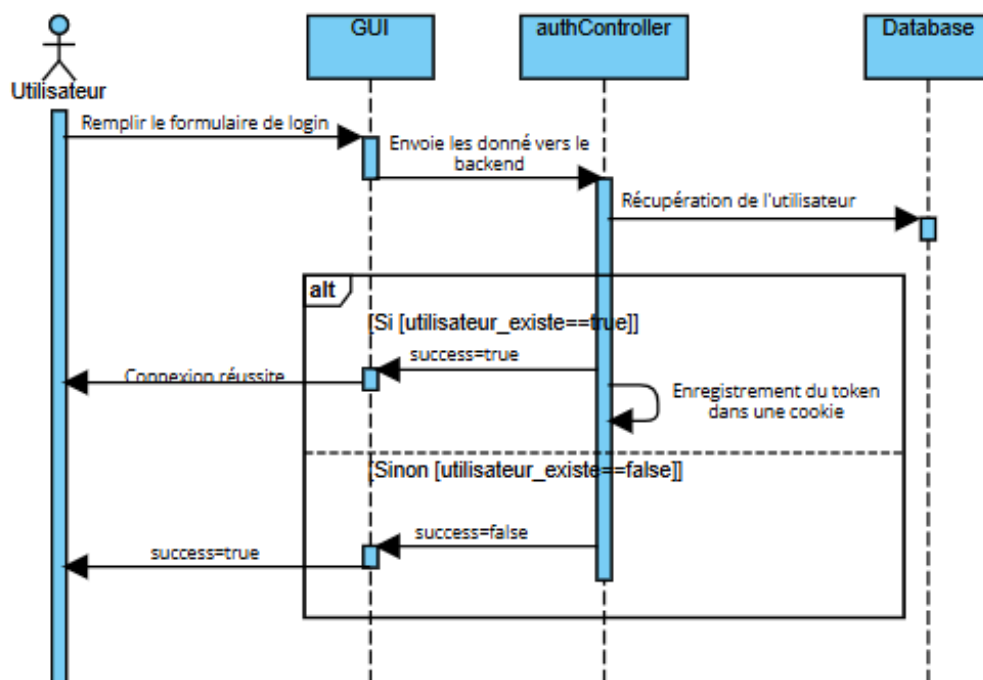 GUI
authController
Database
Utilisateur
Remplir le formulaire de login
Envoie les donné vers le
backend
Récupération de l'utilisateur
alt
[Si [utilisateur_existe==true]]
success=true
Connexion réussite
Enregistrement du token
dans une cookie
[Sinon [utilisateur_existe==false]]
success=false
success=true